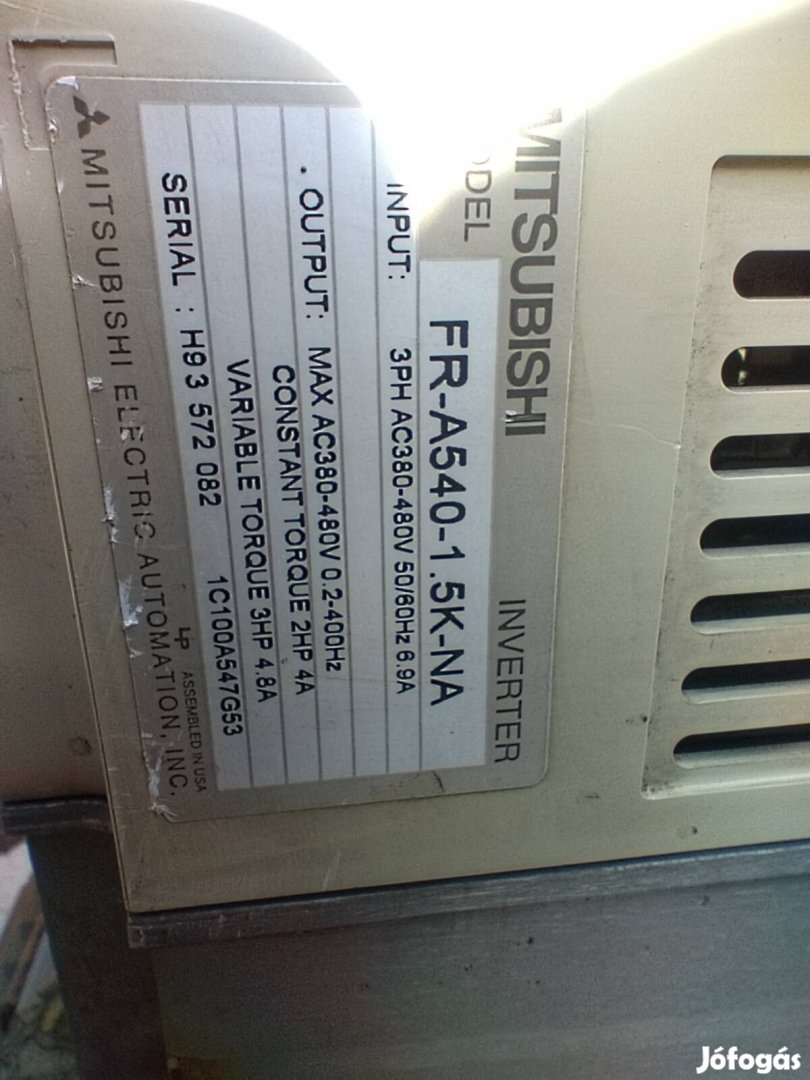 MITSUBISHI
ODEL FR-A540-1.5K-NA INVERTER
INPUT: 3PH AC380-480V 50/60Hz 6.9A
. OUTPUT: MAX AC380-480V 0.2-400Hz
CONSTANT TORQUE 2HP 4A
VARIABLE TORQUE 3HP 4.8A
SERIAL : H93 572 082 1C100A547G53
LP ASSEMBLED IN USA
MITSUBISHI ELECTRIC AUTOMATION, INC.
Jófogás